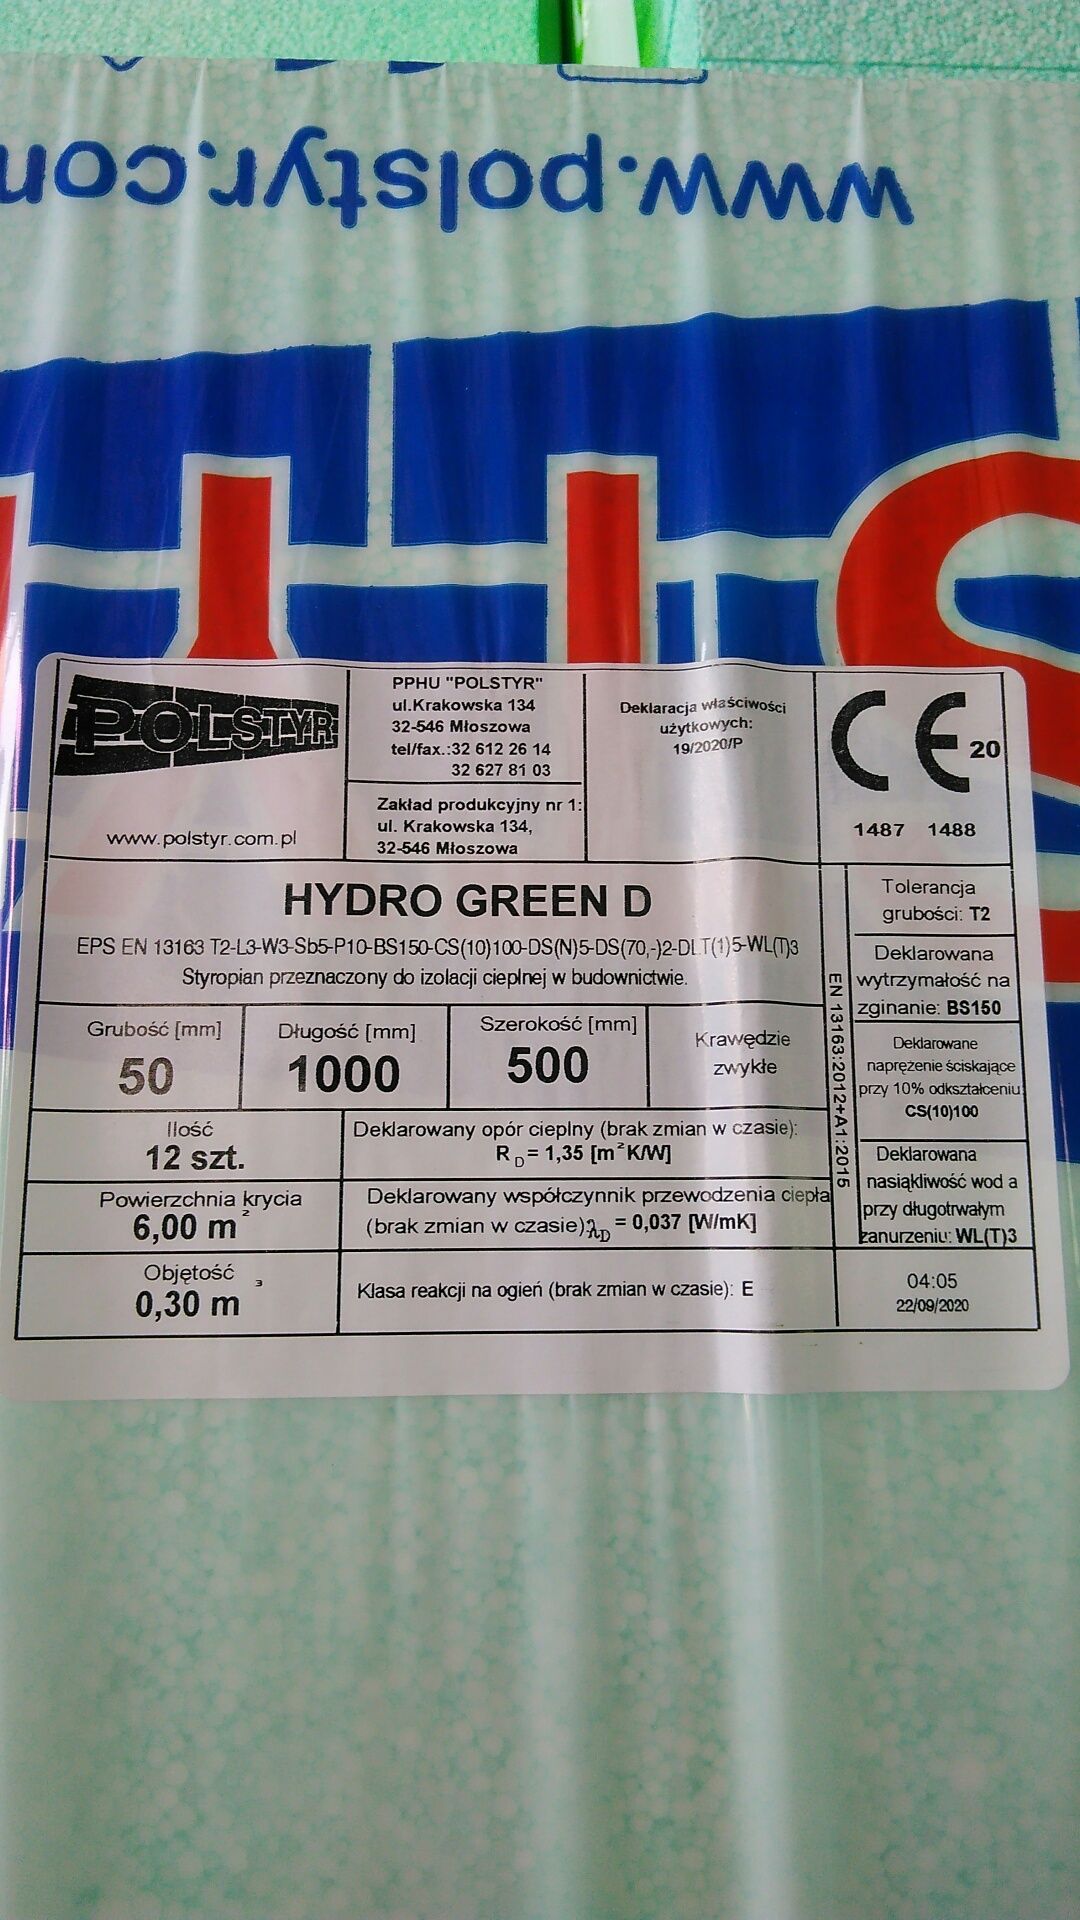 www.polstyr.com
POLSTYR
www.polstyr.com.pl
PPHU "POLSTYR"
ul.Krakowska 134
32-546 Młoszowa
tel/fax.:32 612 26 14
32 627 81 03
Zakład produkcyjny nr 1:
ul. Krakowska 134,
32-546 Młoszowa
Deklaracja właściwości
użytkowych:
19/2020/P
CE 20
1487 1488
HYDRO GREEN D
EPS EN 13163 T2-L3-W3-Sb5-P10-BS150-CS(10)100-DS(N)5-DS(70,-)2-DLT(1)5-WL(T)3
Styropian przeznaczony do izolacji cieplnej w budownictwie.
Grubość [mm]
50
Długość [mm]
1000
Szerokość [mm]
500
Krawędzie
zwykłe
Ilość
12 szt.
Deklarowany opór cieplny (brak zmian w czasie):
R D = 1,35 [m²K/W]
Powierzchnia krycia
6,00 m²
Deklarowany współczynnik przewodzenia ciepła
(brak zmian w czasie) λD = 0,037 [W/mK]
Objętość
0,30 m³
Klasa reakcji na ogień (brak zmian w czasie): E
EN 13163:2012+A1:2015
Tolerancja
grubości: T2
Deklarowana
wytrzymałość na
zginanie: BS150
Deklarowane
naprężenie ściskające
przy 10% odkształceniu
CS(10)100
Deklarowana
nasiąkliwość wod a
przy długotrwałym
zanurzeniu: WL(T)3
04:05
22/09/2020